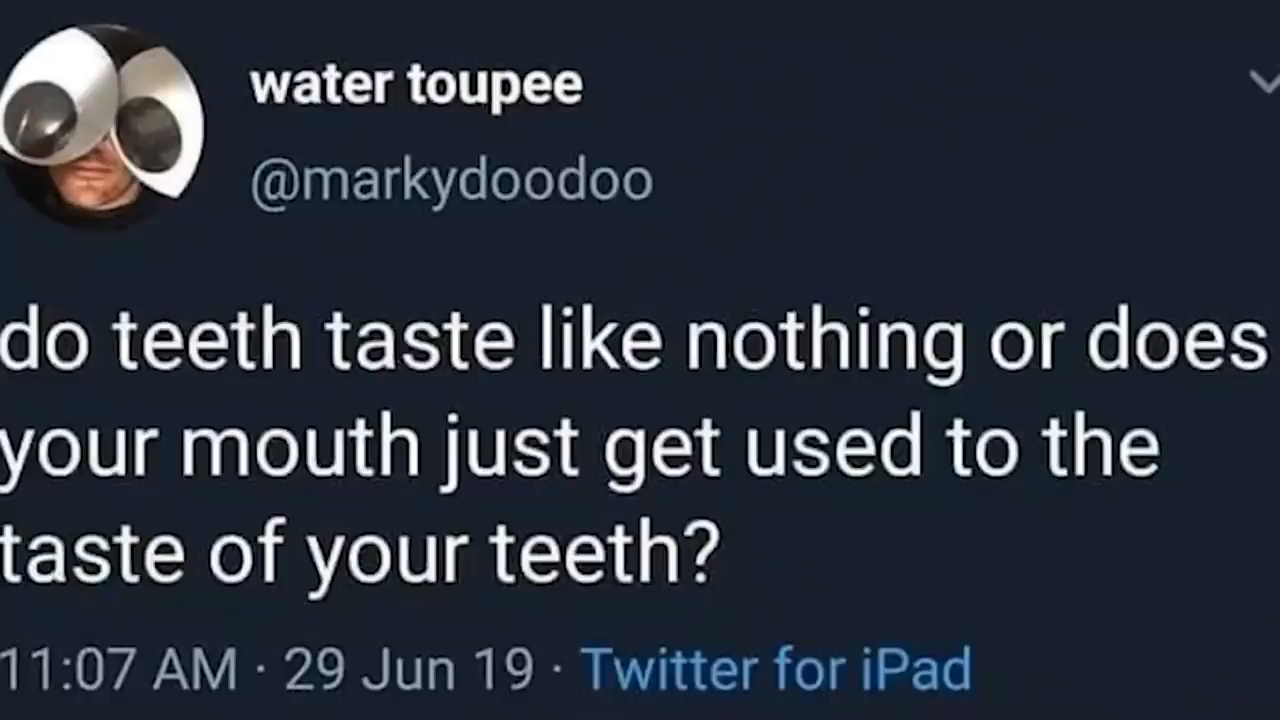 water toupee
@markydoodoo
do teeth taste like nothing or does
your mouth just get used to the
taste of your teeth?
11:07 AM · 29 Jun 19 · Twitter for iPad